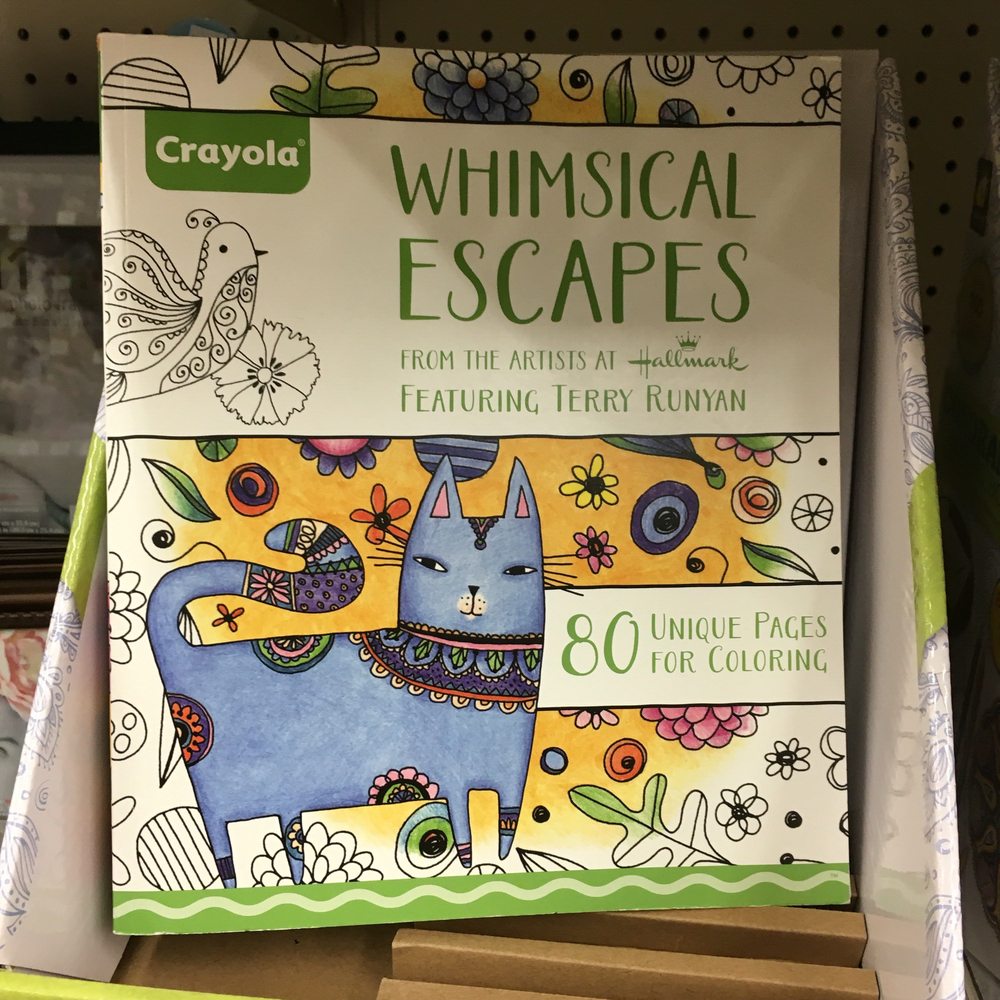 Crayola®
WHIMSICAL
ESCAPES
FROM THE ARTISTS AT Hallmark
FEATURING TERRY RUNYAN
80 UNIQUE PAGES
FOR COLORING